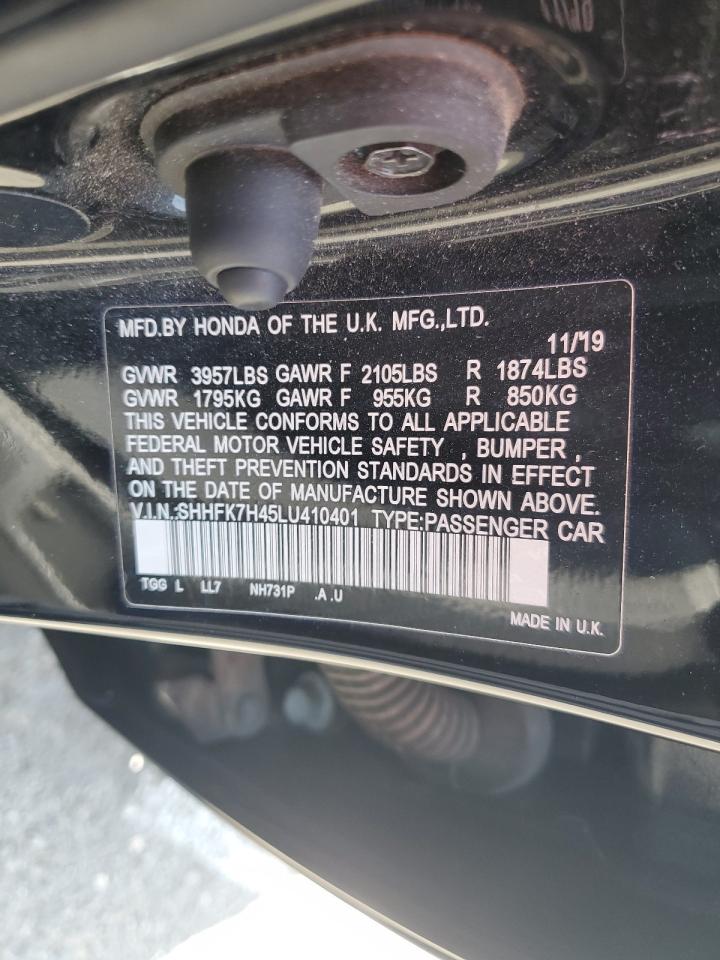 MFD.BY HONDA OF THE U.K. MFG.,LTD.
11/19
GVWR 3957LBS GAWR F 2105LBS R 1874LBS
GVWR 1795KG GAWR F 955KG R 850KG
THIS VEHICLE CONFORMS TO ALL APPLICABLE
FEDERAL MOTOR VEHICLE SAFETY , BUMPER ,
AND THEFT PREVENTION STANDARDS IN EFFECT
ON THE DATE OF MANUFACTURE SHOWN ABOVE.
V.I.N.:SHHFK7H45LU410401 TYPE:PASSENGER CAR
TGG L LL7 NH731P .A .U
MADE IN U.K.